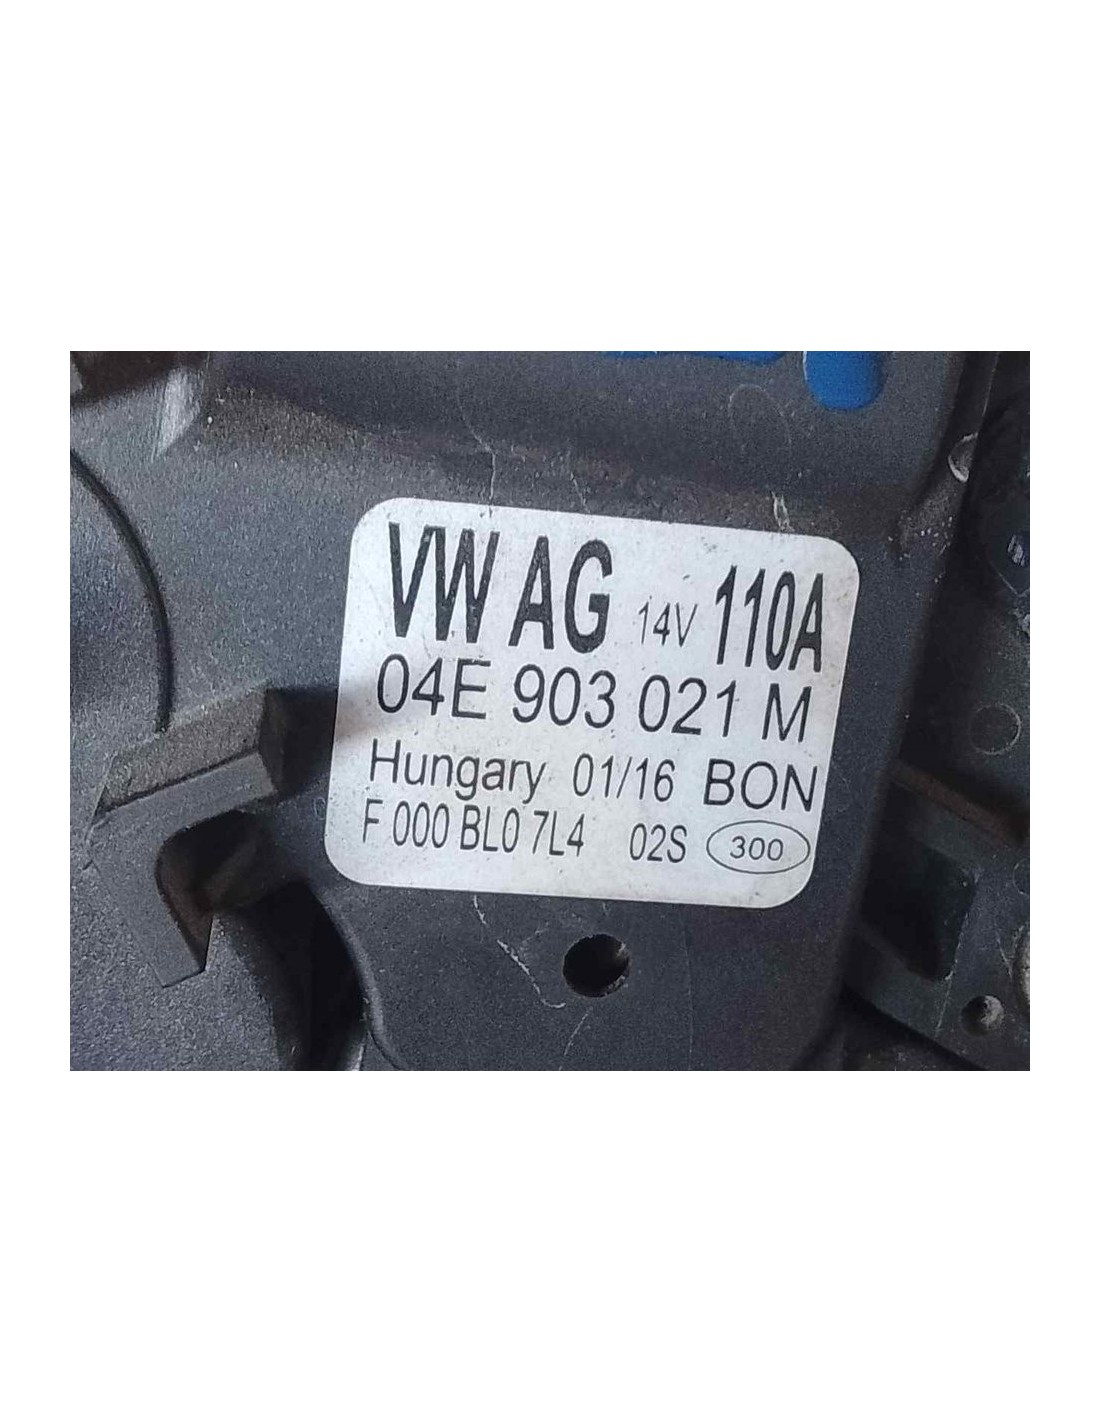 VW AG 14V 110A
04E 903 021 M
Hungary 01/16 BON
F 000 BL0 7L4 02S 300